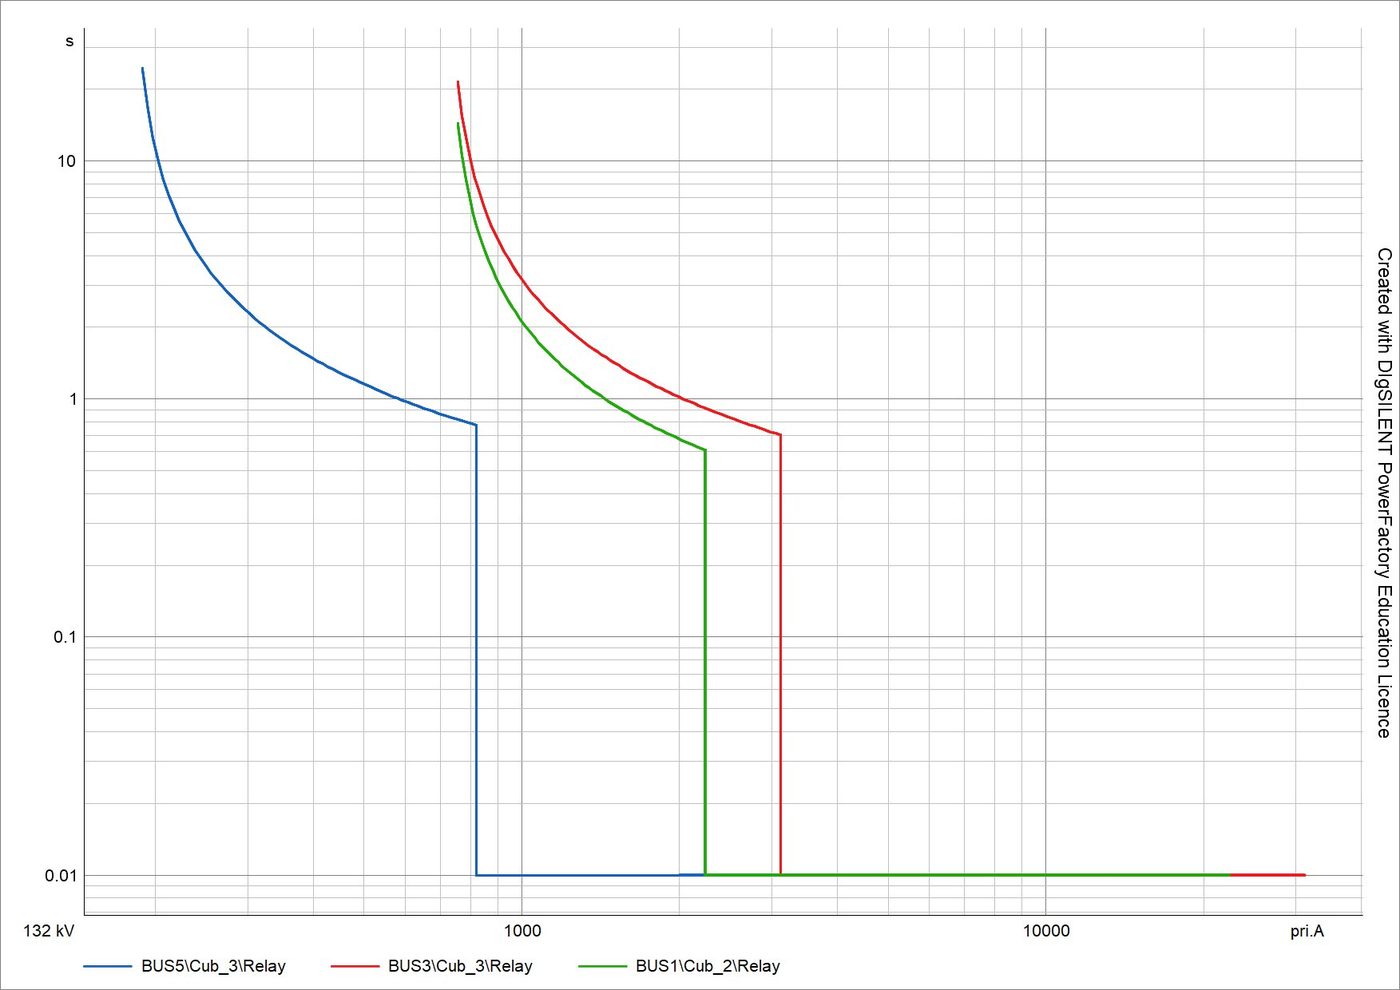 s
10
1
0.1
0.01
132 kV
1000
10000
pri.A
BUS5\Cub_3\Relay
BUS3\Cub_3\Relay
BUS1\Cub_2\Relay
Created with DIgSILENT PowerFactory Education Licence